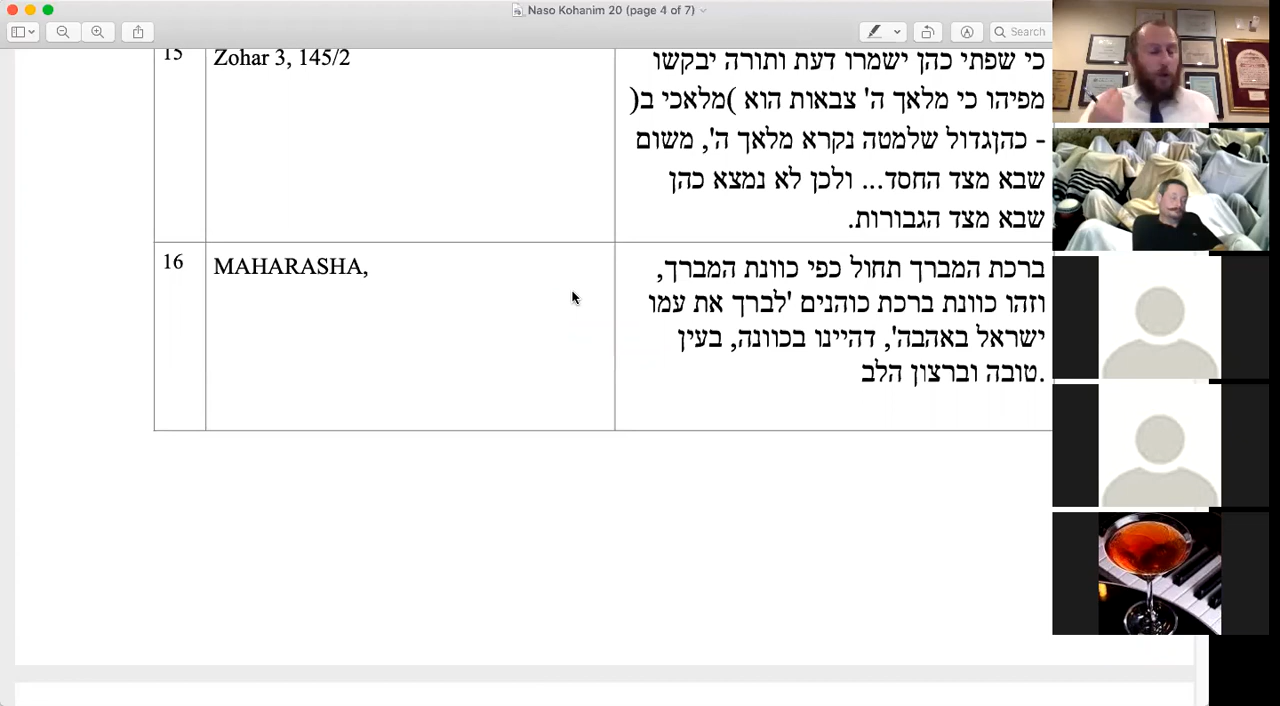 Naso Kohanim 20 (page 4 of 7)
Search
15
Zohar 3, 145/2
כי שפתי כהן ישמרו דעת ותורה יבקשו
מפיהו כי מלאך ה' צבאות הוא )מלאכי ב(
- כהןגדול שלמטה נקרא מלאך ה', משום
שבא מצד החסד... ולכן לא נמצא כהן
שבא מצד הגבורות.
16
MAHARASHA,
ברכת המברך תחול כפי כוונת המברך,
וזהו כוונת ברכת כוהנים 'לברך את עמו
ישראל באהבה', דהיינו בכוונה, בעין
.טובה וברצון הלב